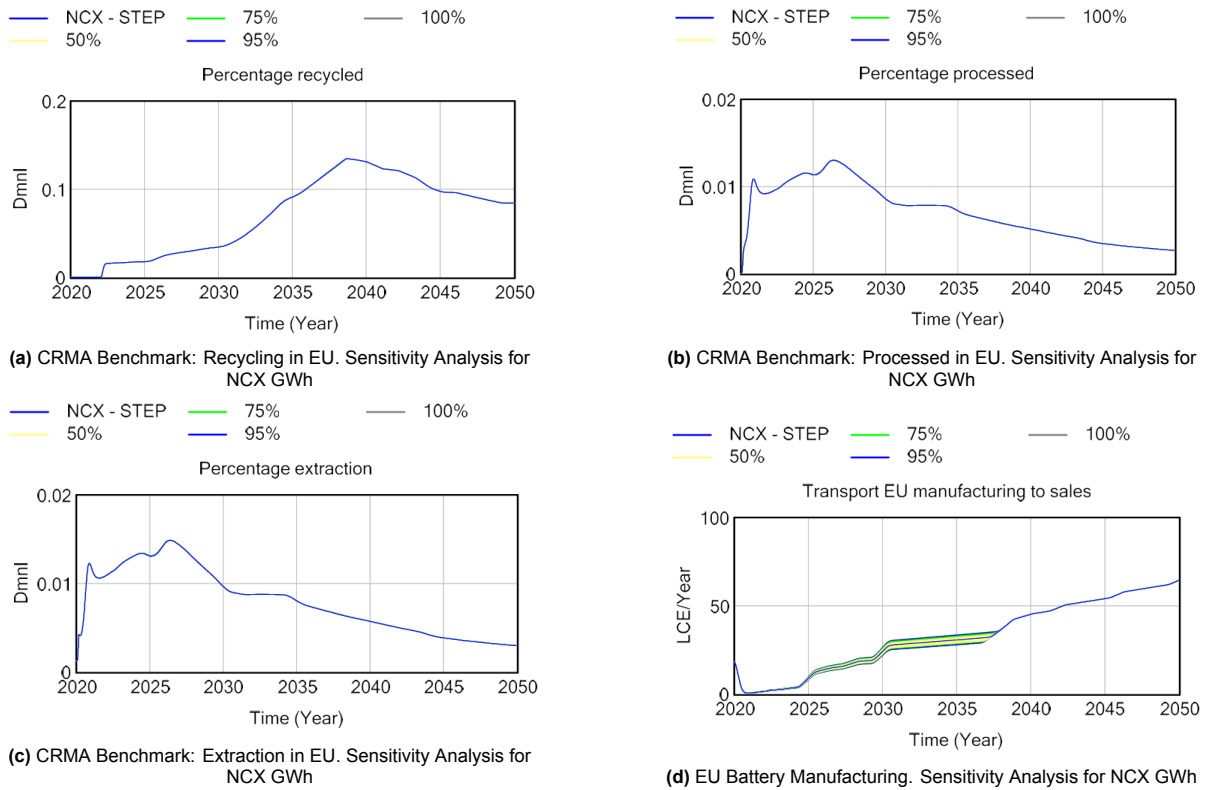 NCX - STEP 75% 100%
50% 95%
Percentage recycled
0.2
0.1
0
Dmnl
2020 2025 2030 2035 2040 2045 2050
Time (Year)
(a) CRMA Benchmark: Recycling in EU. Sensitivity Analysis for
NCX GWh
NCX - STEP 75% 100%
50% 95%
Percentage processed
0.02
0.01
0
Dmnl
2020 2025 2030 2035 2040 2045 2050
Time (Year)
(b) CRMA Benchmark: Processed in EU. Sensitivity Analysis for
NCX GWh
NCX - STEP 75% 100%
50% 95%
Percentage extraction
0.02
0.01
0
Dmnl
2020 2025 2030 2035 2040 2045 2050
Time (Year)
(c) CRMA Benchmark: Extraction in EU. Sensitivity Analysis for
NCX GWh
NCX - STEP 75% 100%
50% 95%
Transport EU manufacturing to sales
100
50
0
LCE/Year
2020 2025 2030 2035 2040 2045 2050
Time (Year)
(d) EU Battery Manufacturing. Sensitivity Analysis for NCX GWh